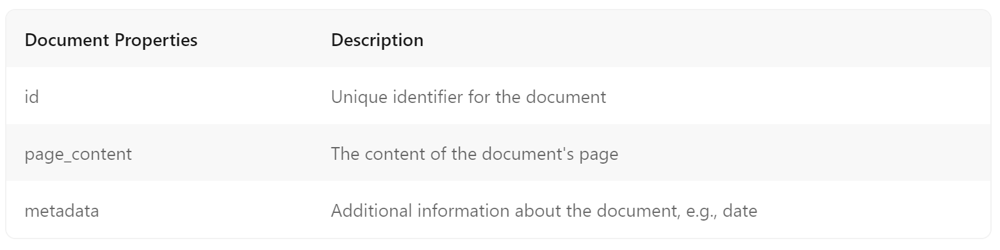 Document Properties Description
id Unique identifier for the document
page_content The content of the document's page
metadata Additional information about the document, e.g., date